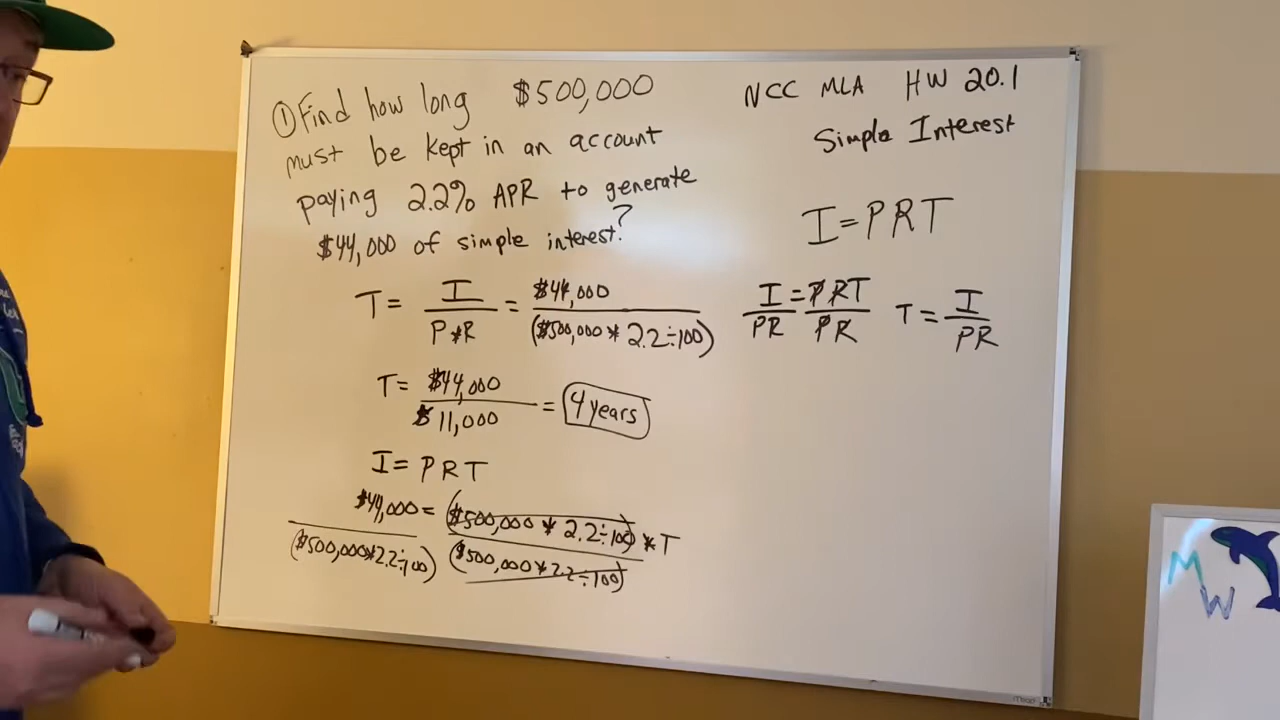 ① Find how long $500,000
must be kept in an account
paying 2.2% APR to generate
$44,000 of simple interest?
T = I / P*R = $44,000 / ($500,000 * 2.2÷100)
T = $44,000 / $11,000 = 4 years
I = PRT
$44,000 = ($500,000 * 2.2÷100) * T
($500,000*2.2÷100) ($500,000*2.2÷100)
NCC MLA HW 20.1
Simple Interest
I = PRT
I = PRT T = I
PR PR PR
M
W